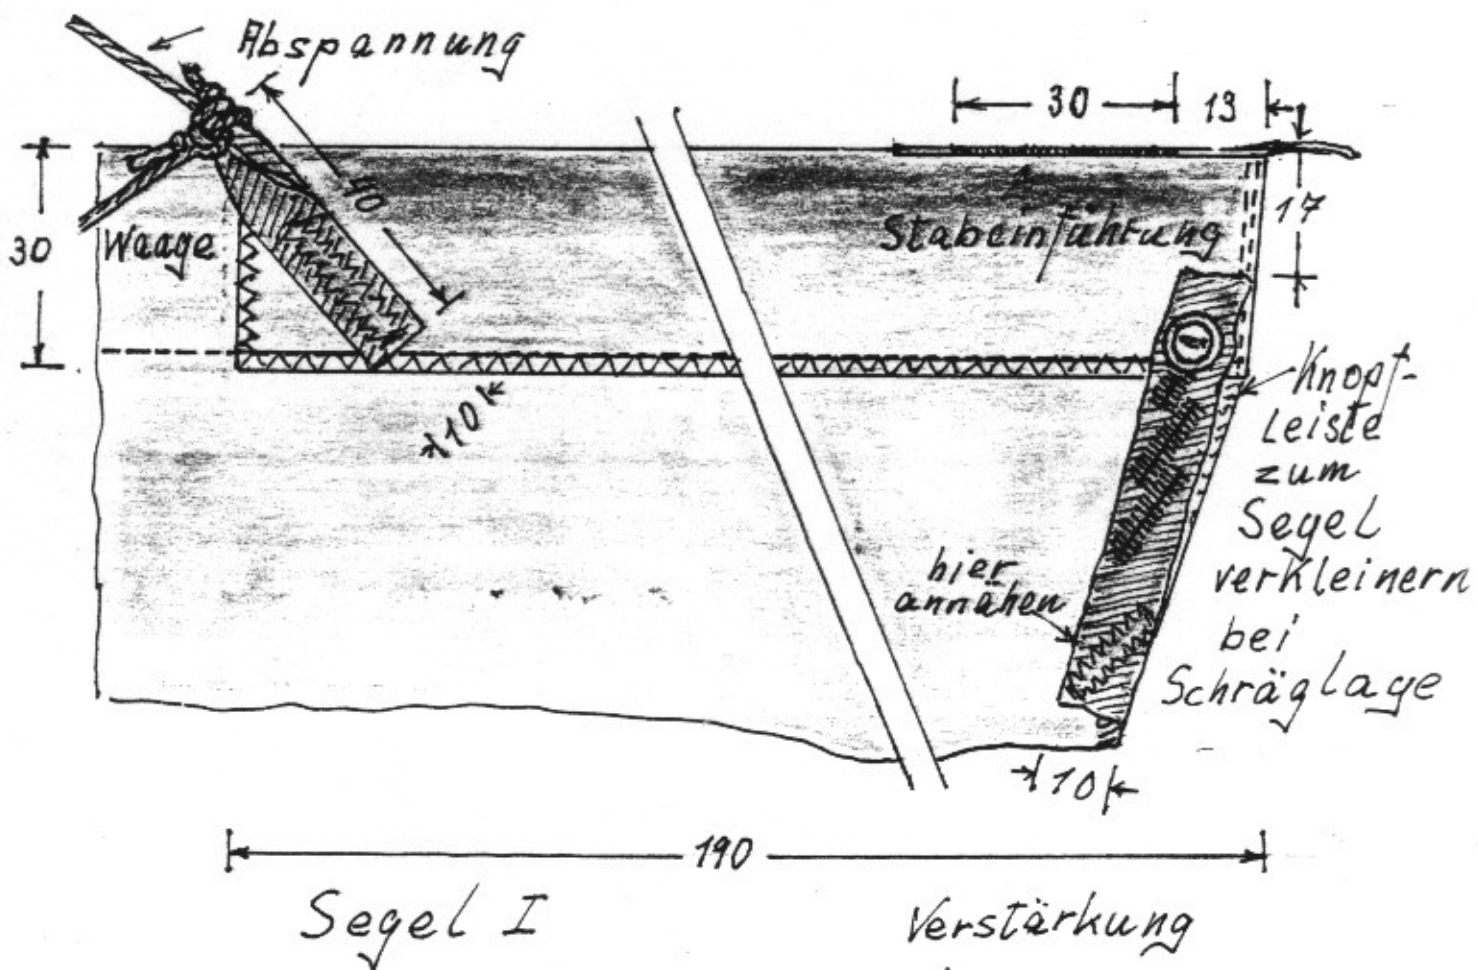 Abspannung
30 13
40
17
30
Waage
Stabeinführung
10
Knopf-
Leiste
zum
Segel
verkleinern
bei
Schräglage
hier
annähen
10
190
Segel I
Verstärkung